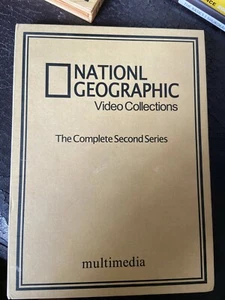 NATIONL
GEOGRAPHIC
Video Collections
The Complete Second Series
multimedia